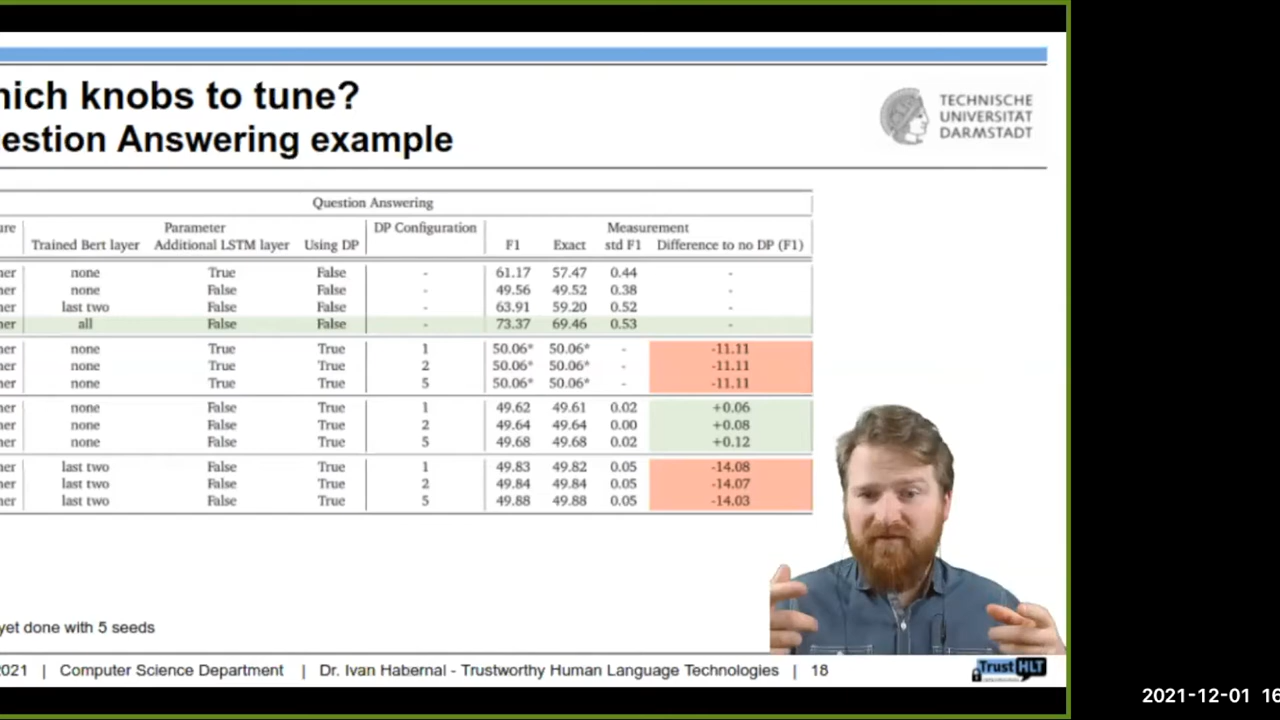 hich knobs to tune?
estion Answering example
TECHNISCHE
UNIVERSITÄT
DARMSTADT
Question Answering
ure Parameter DP Configuration Measurement
Trained Bert layer Additional LSTM layer Using DP F1 Exact std F1 Difference to no DP (F1)
ner none True False - 61.17 57.47 0.44 -
ner none False False - 49.56 49.52 0.38 -
ner last two False False - 63.91 59.20 0.52 -
ner all False False - 73.37 69.46 0.53 -
ner none True True 1 50.06* 50.06* - -11.11
ner none True True 2 50.06* 50.06* - -11.11
ner none True True 5 50.06* 50.06* - -11.11
ner none False True 1 49.62 49.61 0.02 +0.06
ner none False True 2 49.64 49.64 0.00 +0.08
ner none False True 5 49.68 49.68 0.02 +0.12
ner last two False True 1 49.83 49.82 0.05 -14.08
ner last two False True 2 49.84 49.84 0.05 -14.07
ner last two False True 5 49.88 49.88 0.05 -14.03
yet done with 5 seeds
2021 | Computer Science Department | Dr. Ivan Habernal - Trustworthy Human Language Technologies | 18
Trust HLT
2021-12-01 16